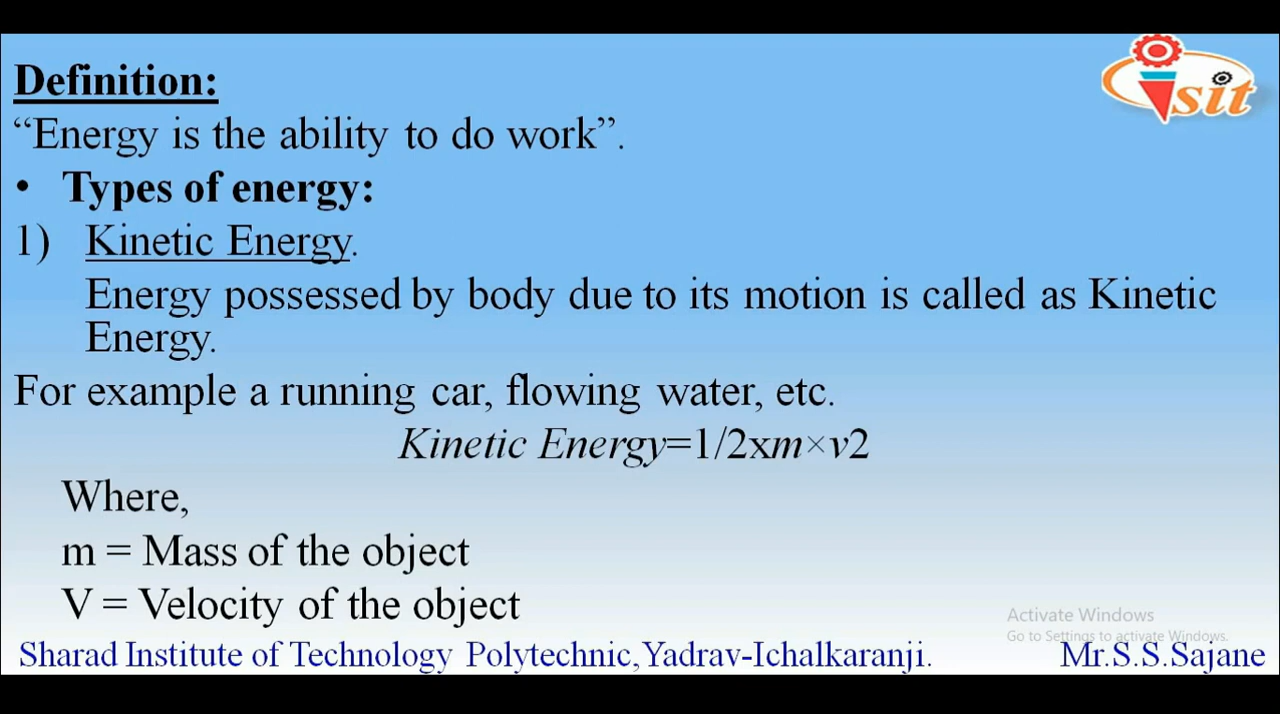 Definition:
“Energy is the ability to do work”.
• Types of energy:
1) Kinetic Energy.
Energy possessed by body due to its motion is called as Kinetic
Energy.
For example a running car, flowing water, etc.
Kinetic Energy=1/2xm×v2
Where,
m = Mass of the object
V = Velocity of the object
Sharad Institute of Technology Polytechnic,Yadrav-Ichalkaranji. Mr.S.S.Sajane
sit
Activate Windows
Go to Settings to activate Windows.